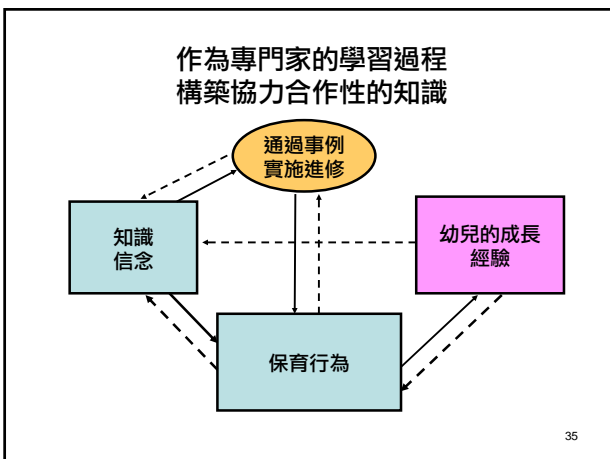 作為專門家的學習過程
構築協力合作性的知識
通過事例
實施進修
知識
信念
幼兒的成長
經驗
保育行為
35